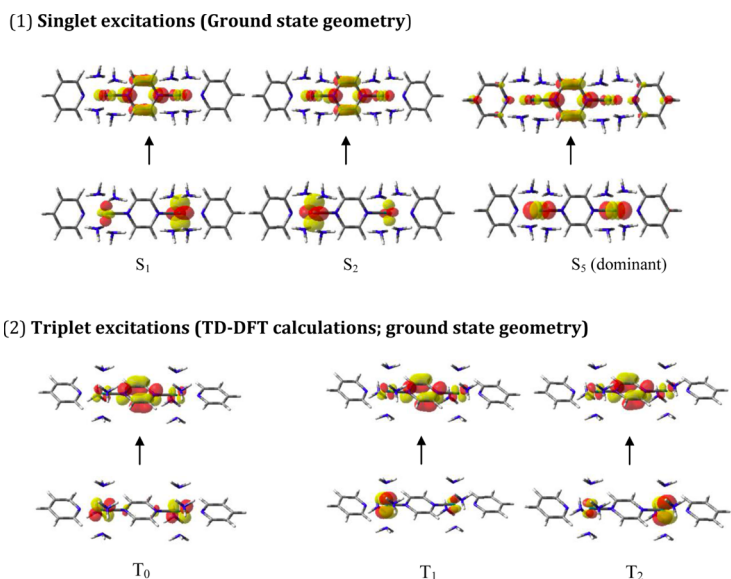 (1) Singlet excitations (Ground state geometry)
S₁ S₂ S₅ (dominant)
(2) Triplet excitations (TD-DFT calculations; ground state geometry)
T₀ T₁ T₂